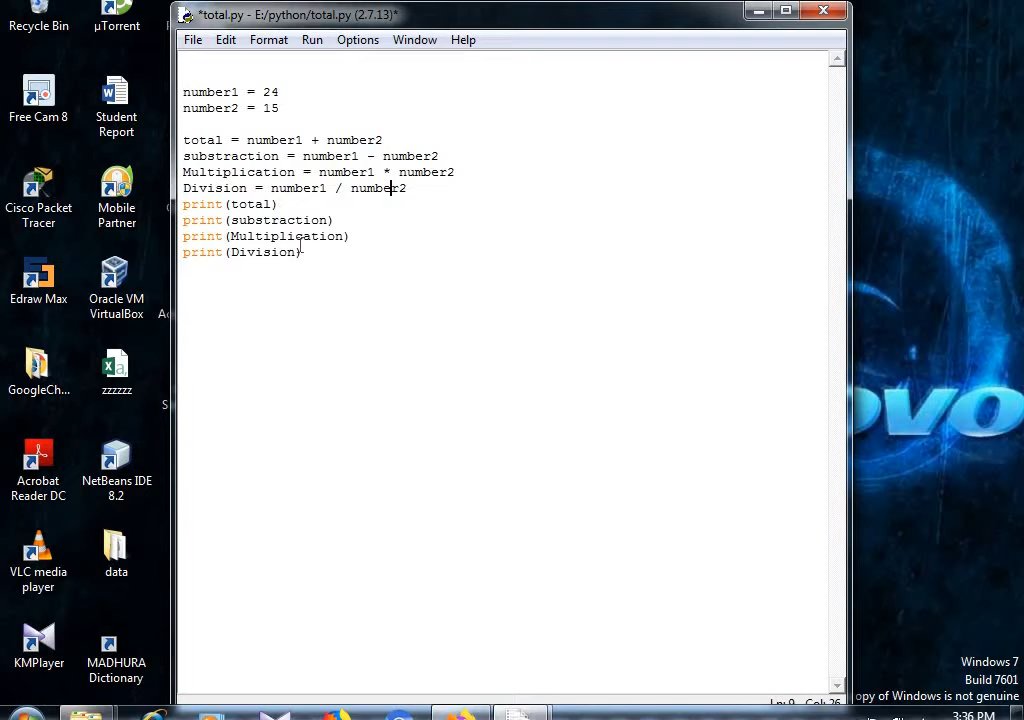 *total.py - E:/python/total.py (2.7.13)*
File Edit Format Run Options Window Help
number1 = 24
number2 = 15
total = number1 + number2
substraction = number1 - number2
Multiplication = number1 * number2
Division = number1 / number2
print(total)
print(substraction)
print(Multiplication)
print(Division)
Recycle Bin
µTorrent
Free Cam 8
Student
Report
Cisco Packet
Tracer
Mobile
Partner
Edraw Max
Oracle VM
VirtualBox
GoogleCh...
zzzzzz
Acrobat
Reader DC
NetBeans IDE
8.2
VLC media
player
data
KMPlayer
MADHURA
Dictionary
Ln: 9 Col: 26
Windows 7
Build 7601
opy of Windows is not genuine
3:36 PM